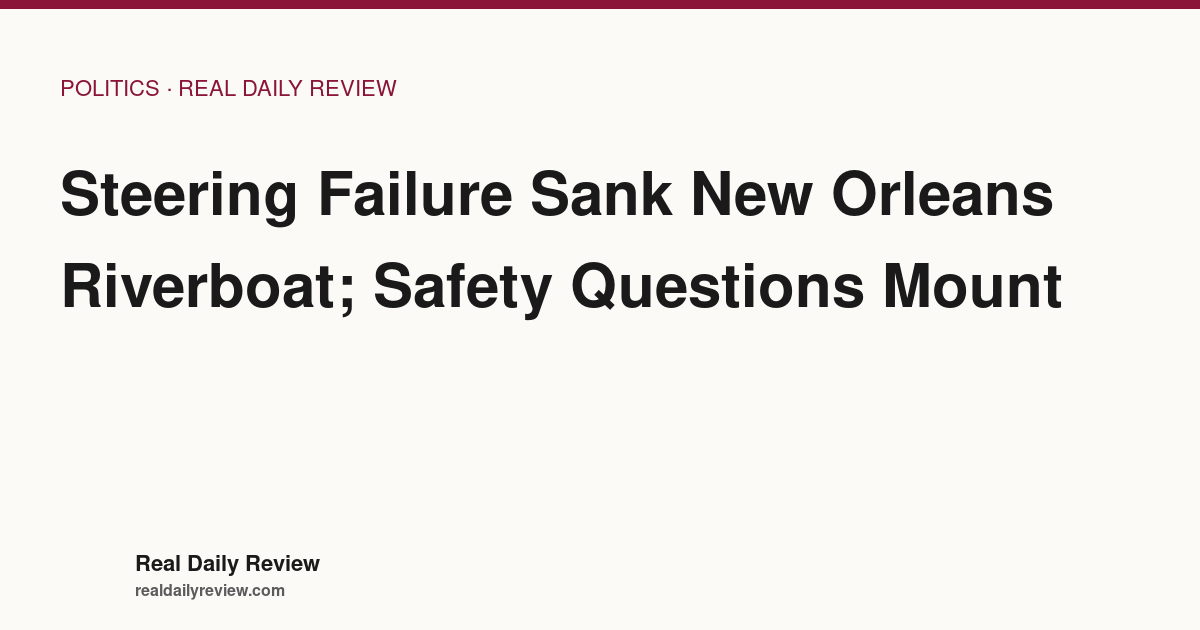 POLITICS · REAL DAILY REVIEW
Steering Failure Sank New Orleans
Riverboat; Safety Questions Mount
Real Daily Review
realdailyreview.com